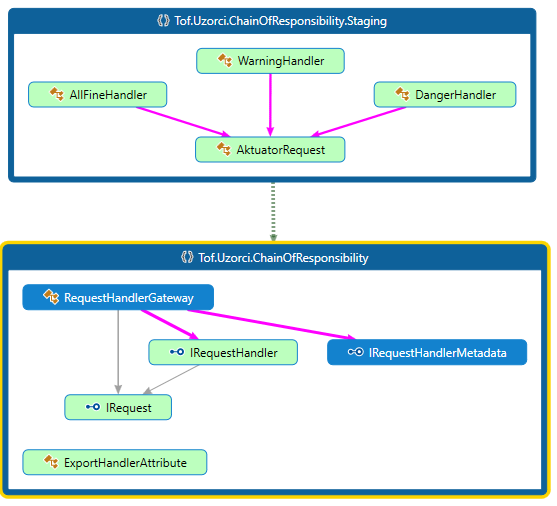 Tof.Uzorci.ChainOfResponsibility.Staging
WarningHandler
AllFineHandler
DangerHandler
AktuatorRequest
Tof.Uzorci.ChainOfResponsibility
RequestHandlerGateway
IRequestHandler
IRequestHandlerMetadata
IRequest
ExportHandlerAttribute